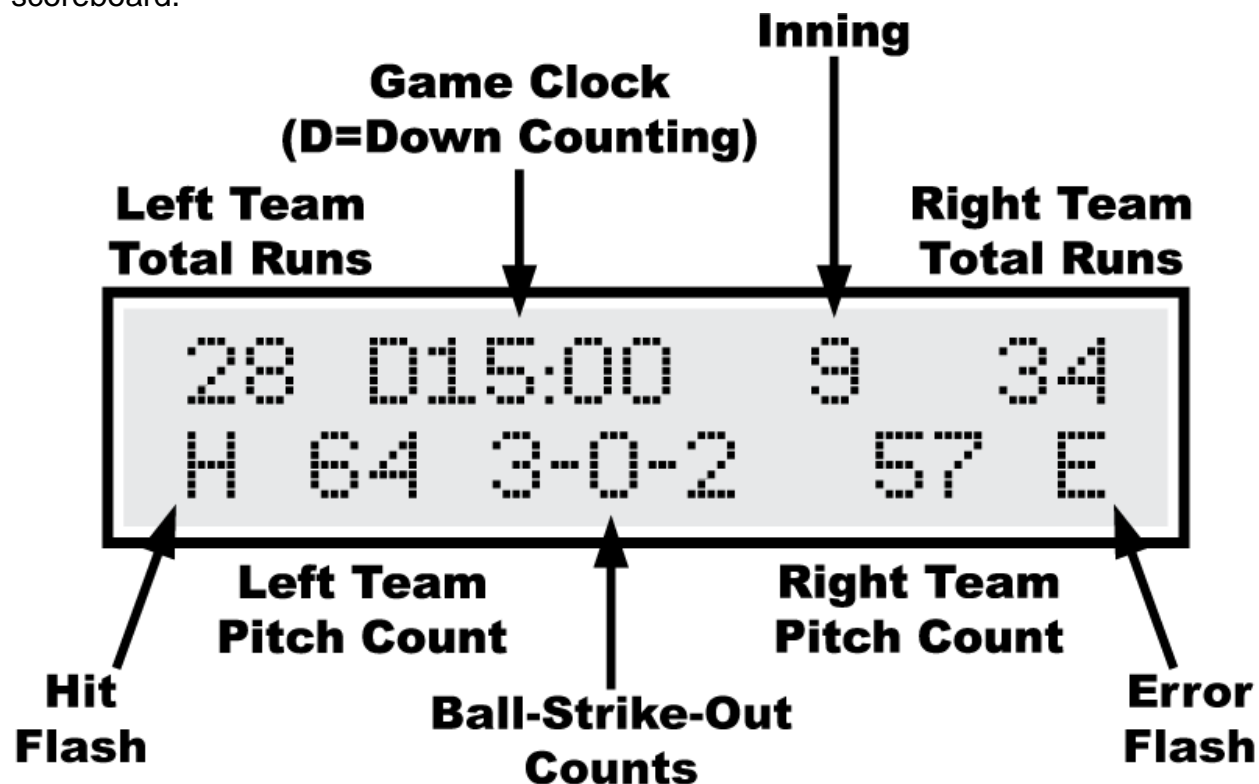 scoreboard.
Inning
Game Clock
(D=Down Counting)
Left Team
Total Runs
Right Team
Total Runs
28 D15:00 9 34
H 64 3-0-2 57 E
Left Team
Pitch Count
Right Team
Pitch Count
Hit
Flash
Ball-Strike-Out
Counts
Error
Flash